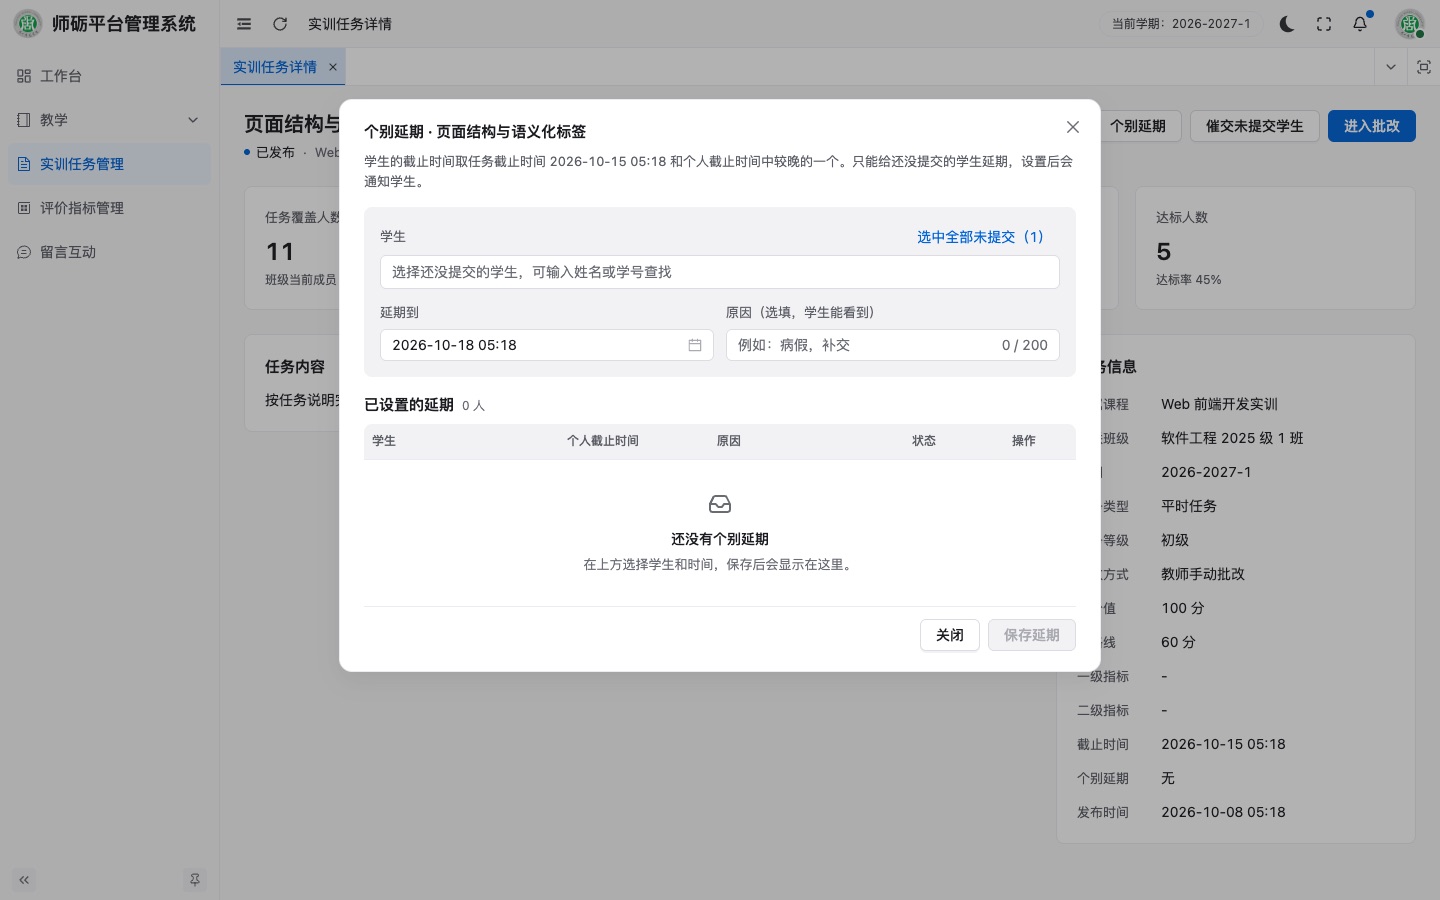 师砺平台管理系统
实训任务详情
当前学期：2026-2027-1
工作台
教学
实训任务管理
评价指标管理
留言互动
实训任务详情
页面结构与
已发布 · Web
个别延期
催交未提交学生
进入批改
任务覆盖人数
11
班级当前成员
达标人数
5
达标率 45%
任务内容
按任务说明
个别延期 · 页面结构与语义化标签
学生的截止时间取任务截止时间 2026-10-15 05:18 和个人截止时间中较晚的一个。只能给还没提交的学生延期，设置后会
通知学生。
学生
选中全部未提交（1）
选择还没提交的学生，可输入姓名或学号查找
延期到
原因（选填，学生能看到）
2026-10-18 05:18
例如：病假，补交
0 / 200
已设置的延期 0 人
学生 个人截止时间 原因 状态 操作
还没有个别延期
在上方选择学生和时间，保存后会显示在这里。
关闭
保存延期
信息
课程 Web 前端开发实训
班级 软件工程 2025 级 1 班
2026-2027-1
类型 平时任务
等级 初级
方式 教师手动批改
值 100 分
线 60 分
一级指标 -
二级指标 -
截止时间 2026-10-15 05:18
个别延期 无
发布时间 2026-10-08 05:18